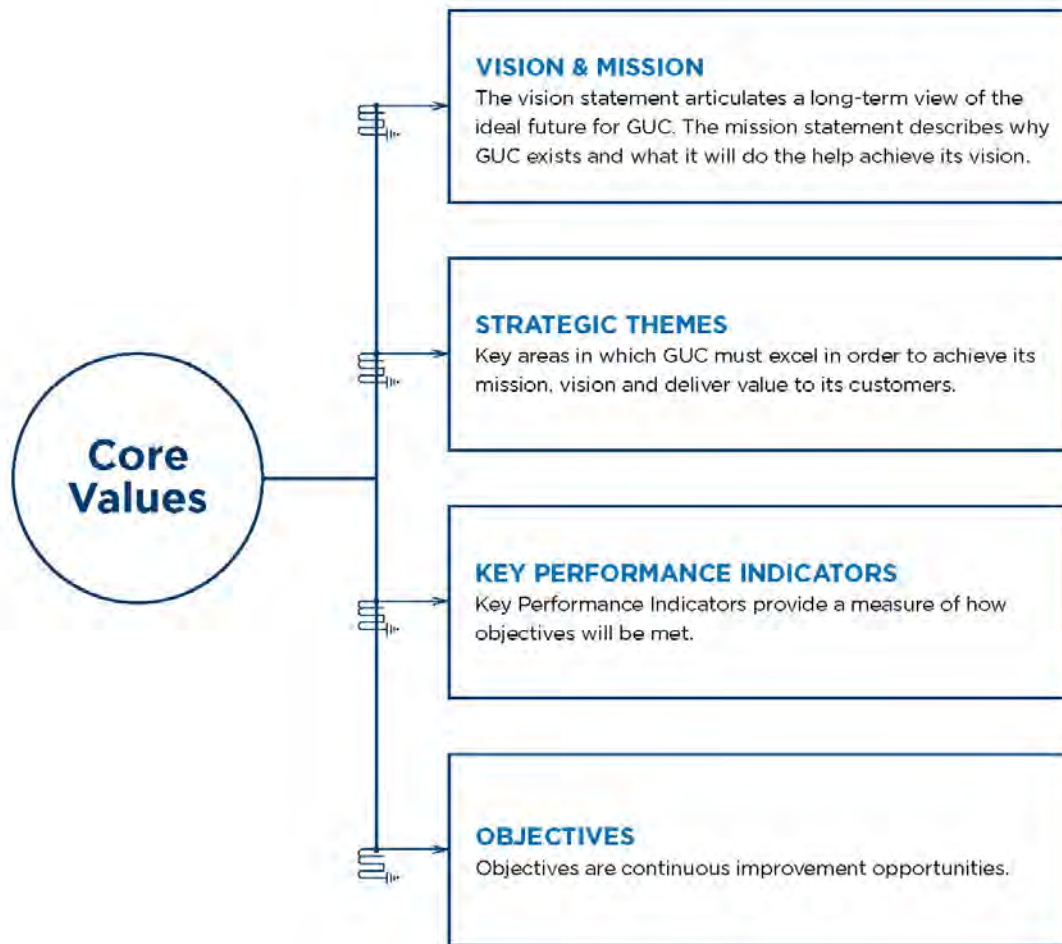 VISION & MISSION
The vision statement articulates a long-term view of the
ideal future for GUC. The mission statement describes why
GUC exists and what it will do the help achieve its vision.
STRATEGIC THEMES
Key areas in which GUC must excel in order to achieve its
mission, vision and deliver value to its customers.
Core
Values
KEY PERFORMANCE INDICATORS
Key Performance Indicators provide a measure of how
objectives will be met.
OBJECTIVES
Objectives are continuous improvement opportunities.